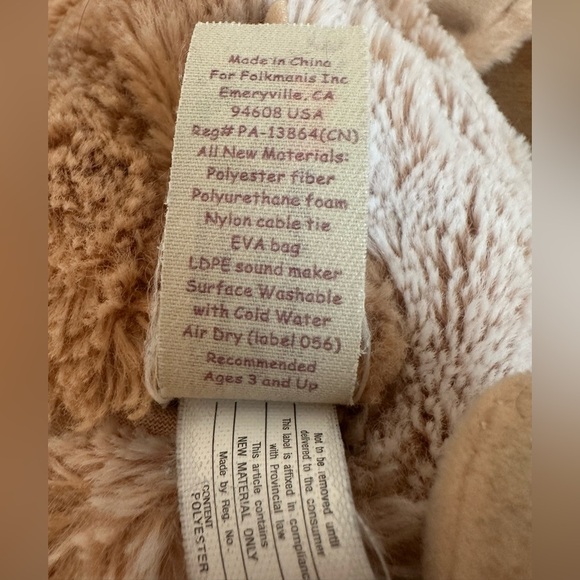 Made in China
For Folkmanis Inc
Emeryville, CA
94608 USA
Reg# PA-13864(CN)
All New Materials:
Polyester fiber
Polyurethane foam
Nylon cable tie
EVA bag
LDPE sound maker
Surface Washable
with Cold Water
Air Dry (label 056)
Recommended
Ages 3 and Up
Not to be removed until
delivered to the consumer
This label is affixed in complianc
with Provincial law
This article contains
NEW MATERIAL ONLY
Made by Reg. No.
CONTENT
POLYESTER